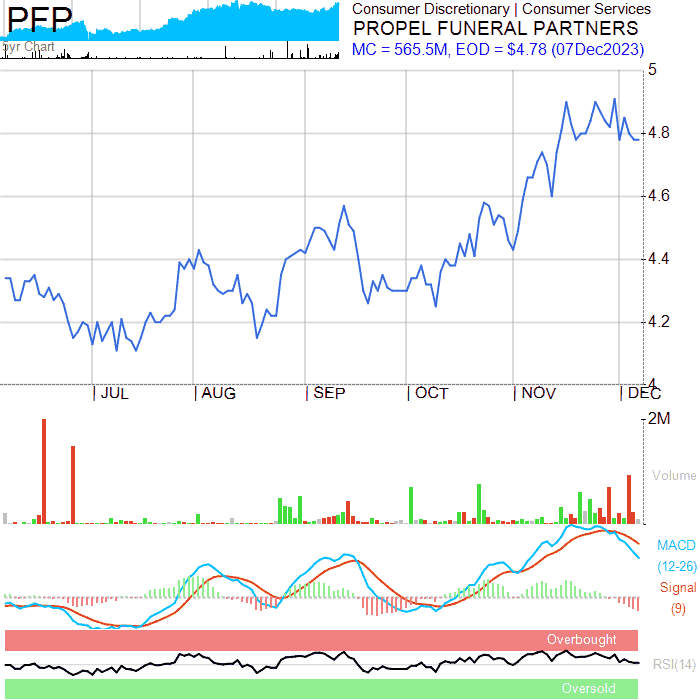 PFP
5yr Chart
Consumer Discretionary | Consumer Services
PROPEL FUNERAL PARTNERS
MC = 565.5M, EOD = $4.78 (07Dec2023)
5
4.8
4.6
4.4
4.2
4
JUL AUG SEP OCT NOV DEC
2M
Volume
MACD
(12-26)
Signal
(9)
Overbought
RSI(14)
Oversold